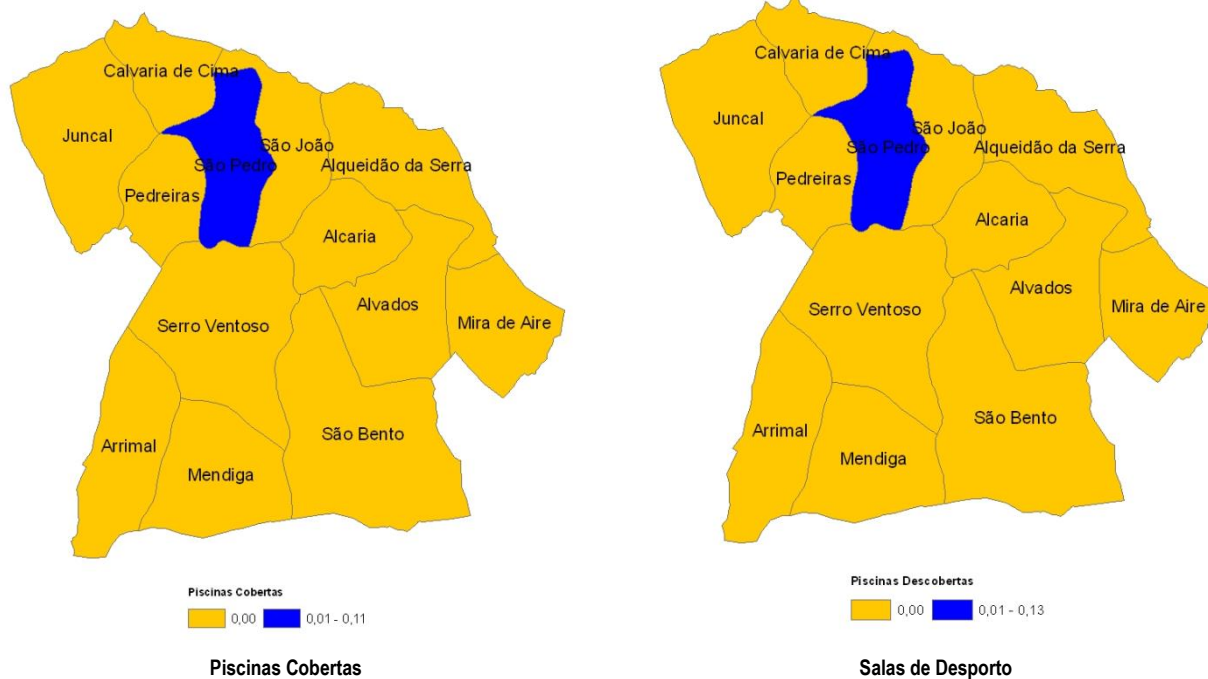 Calvaria de Cima
Juncal
São João
São Pedro
Alqueidão da Serra
Pedreiras
Alcaria
Alvados
Serro Ventoso
Mira de Aire
São Bento
Arrimal
Mendiga
Piscinas Cobertas
0,00 0,01 - 0,11
Piscinas Cobertas
Calvaria de Cima
Juncal
São João
São Pedro
Alqueidão da Serra
Pedreiras
Alcaria
Alvados
Serro Ventoso
Mira de Aire
São Bento
Arrimal
Mendiga
Piscinas Descobertas
0,00 0,01 - 0,13
Salas de Desporto